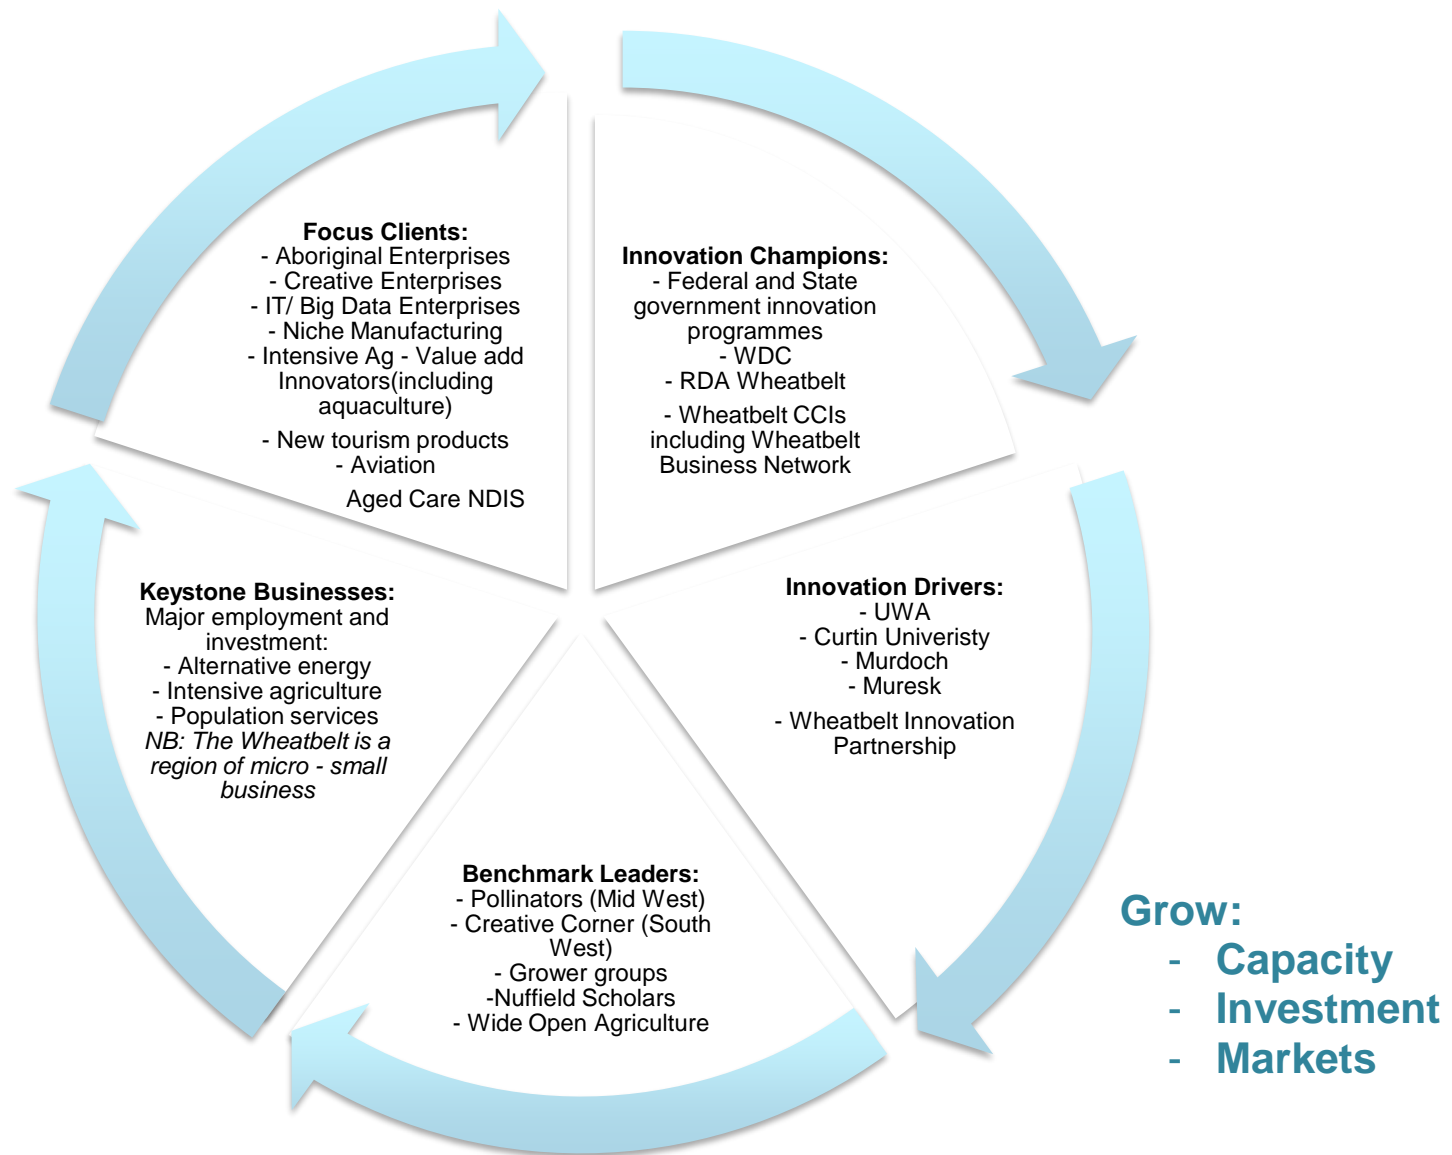 Focus Clients:
- Aboriginal Enterprises
- Creative Enterprises
- IT/ Big Data Enterprises
- Niche Manufacturing
- Intensive Ag - Value add
Innovators(including
aquaculture)
- New tourism products
- Aviation
Aged Care NDIS
Innovation Champions:
- Federal and State
government innovation
programmes
- WDC
- RDA Wheatbelt
- Wheatbelt CCIs
including Wheatbelt
Business Network
Innovation Drivers:
- UWA
- Curtin Univeristy
- Murdoch
- Muresk
- Wheatbelt Innovation
Partnership
Benchmark Leaders:
- Pollinators (Mid West)
- Creative Corner (South
West)
- Grower groups
-Nuffield Scholars
- Wide Open Agriculture
Keystone Businesses:
Major employment and
investment:
- Alternative energy
- Intensive agriculture
- Population services
NB: The Wheatbelt is a
region of micro - small
business
Grow:
- Capacity
- Investment
- Markets